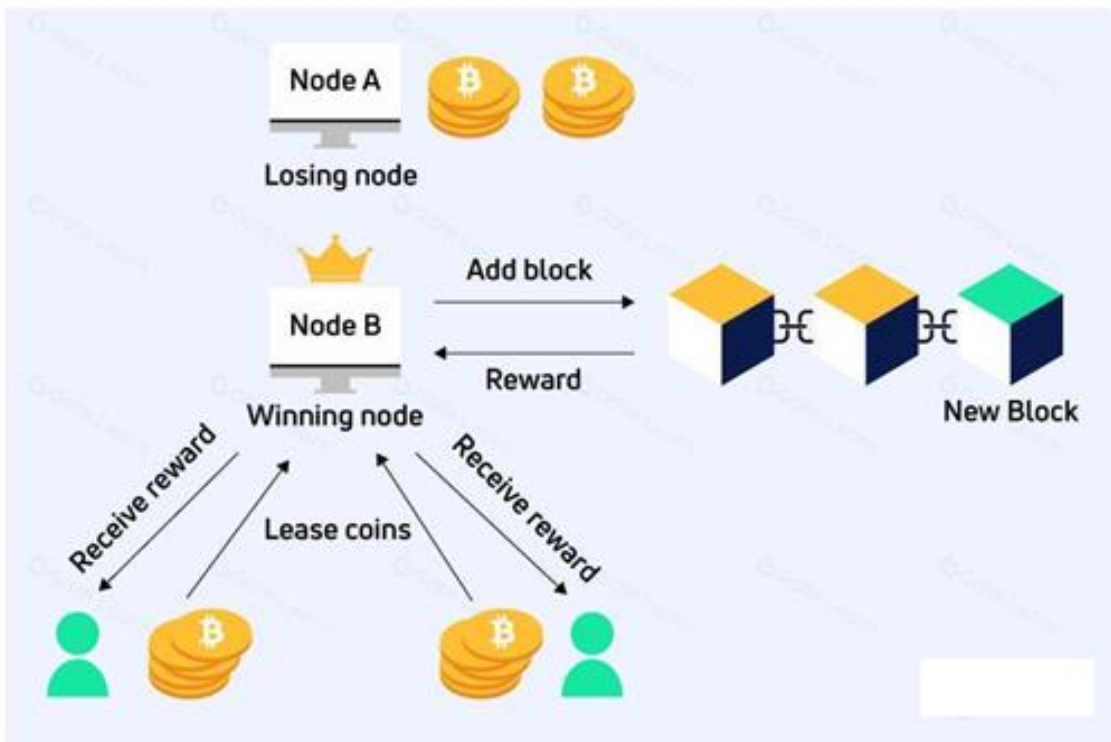 Node A
Losing node
Add block
Node B
Reward
Winning node
New Block
Receive reward
Receive reward
Lease coins